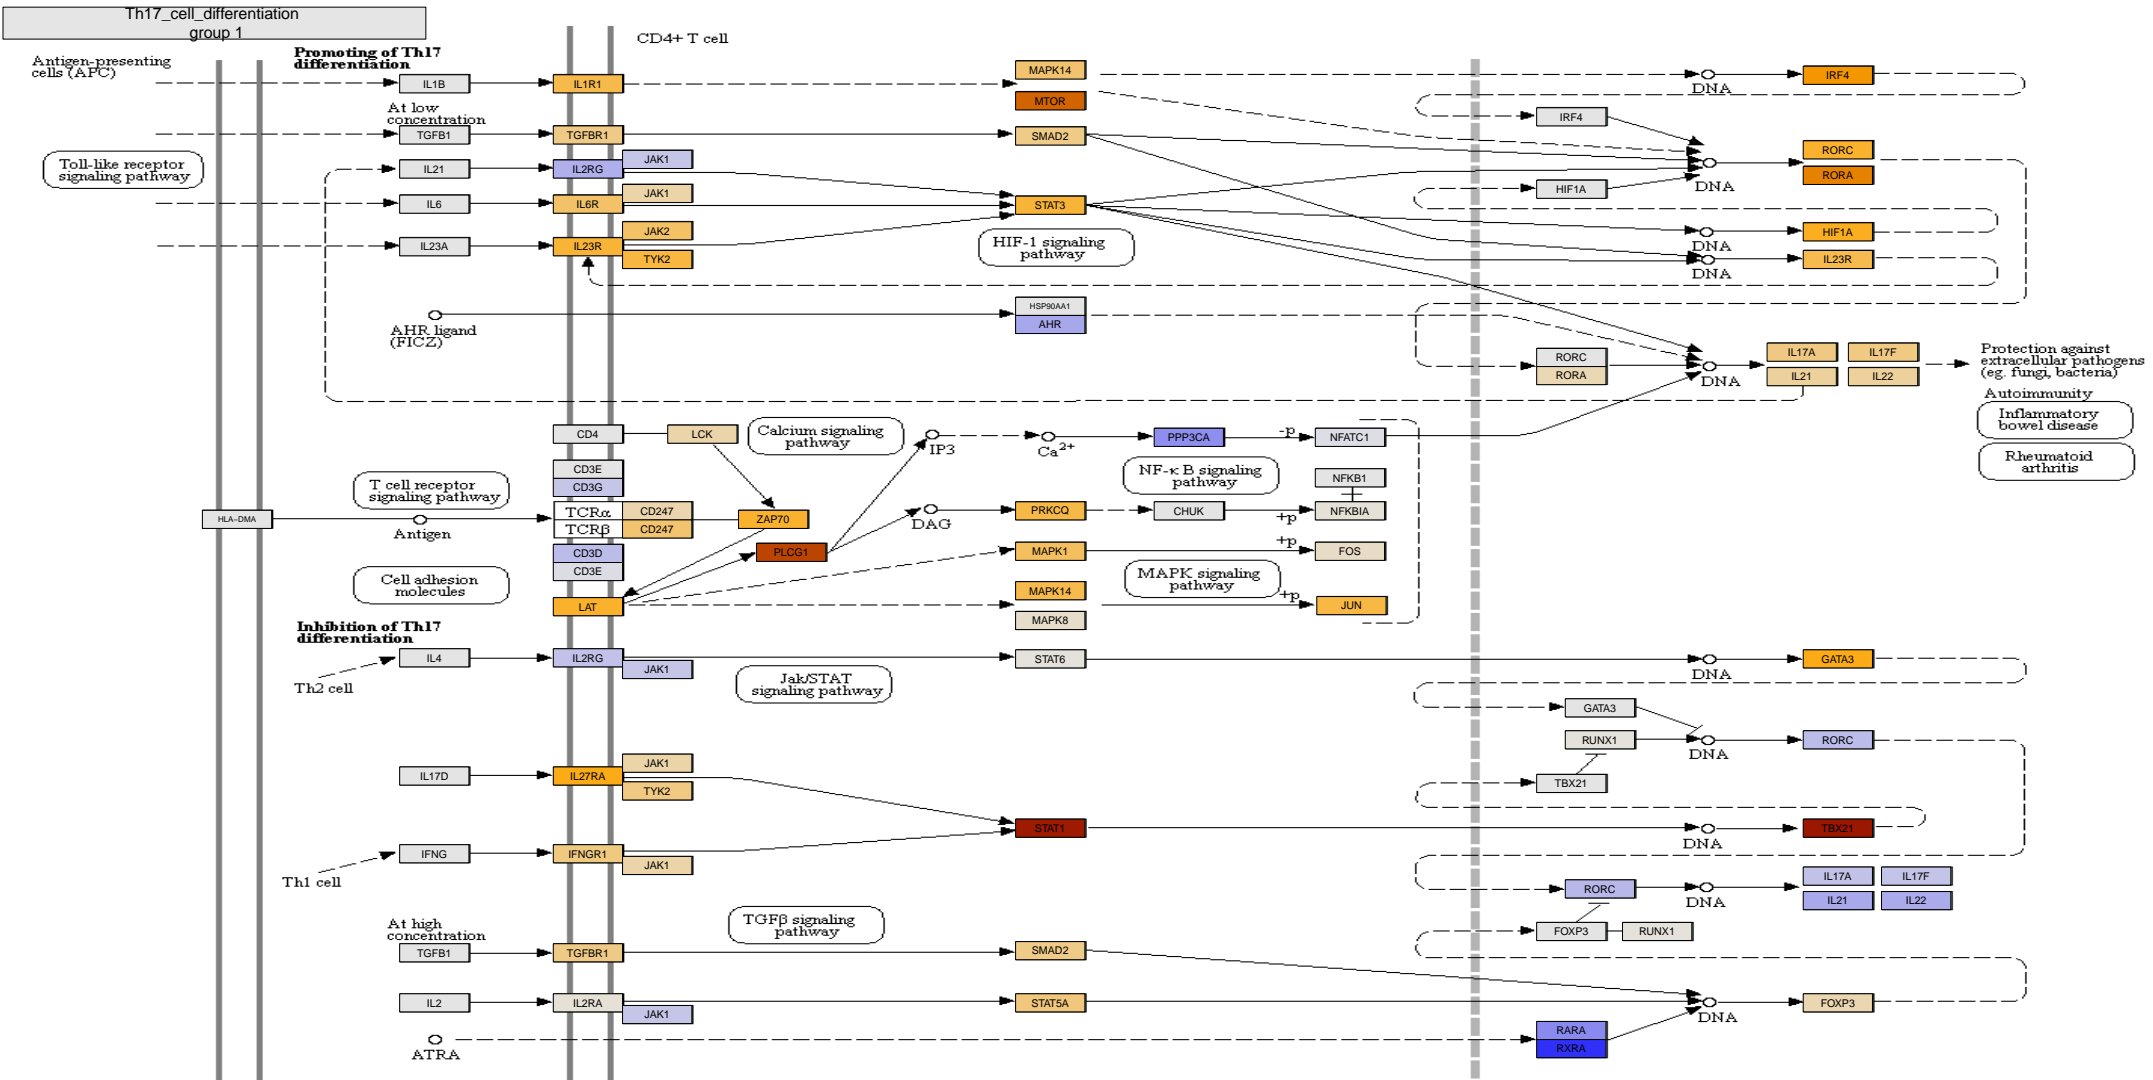 Th17_cell_differentiation
group 1
CD4+ T cell
Antigen-presenting
cells (APC)
Promoting of Th17
differentiation
IL1B
IL1R1
MAPK14
MTOR
DNA
IRF4
At low
concentration
TGFB1
TGFBR1
SMAD2
IRF4
Toll-like receptor
signaling pathway
IL21
IL2RG
JAK1
DNA
RORC
RORA
HIF1A
IL6
IL6R
JAK1
STAT3
IL23A
IL23R
JAK2
TYK2
HIF-1 signaling
pathway
DNA
HIF1A
DNA
IL23R
AHR ligand
(FICZ)
HSP90AA1
AHR
RORC
RORA
DNA
IL17A
IL17F
IL21
IL22
Protection against
extracellular pathogens
(eg. fungi, bacteria)
Autoimmunity
Inflammatory
bowel disease
Rheumatoid
arthritis
CD4
LCK
Calcium signaling
pathway
IP3
Ca2+
PPP3CA
-p
NFATC1
CD3E
CD3G
T cell receptor
signaling pathway
NF-κ B signaling
pathway
NFKB1
HLA-DMA
Antigen
TCRα
CD247
TCRβ
CD247
ZAP70
DAG
PRKCQ
CHUK
+p
NFKBIA
CD3D
CD3E
PLCG1
MAPK1
+p
FOS
Cell adhesion
molecules
LAT
MAPK14
MAPK8
MAPK signaling
pathway
+p
JUN
Inhibition of Th17
differentiation
IL4
Th2 cell
IL2RG
JAK1
Jak/STAT
signaling pathway
STAT6
DNA
GATA3
GATA3
RUNX1
DNA
RORC
TBX21
IL17D
IL27RA
JAK1
TYK2
STAT1
DNA
TBX21
IFNG
Th1 cell
IFNGR1
JAK1
RORC
DNA
IL17A
IL17F
IL21
IL22
FOXP3
RUNX1
At high
concentration
TGFB1
TGFBR1
TGFβ signaling
pathway
SMAD2
IL2
IL2RA
JAK1
STAT5A
DNA
FOXP3
ATRA
RARA
RXRA